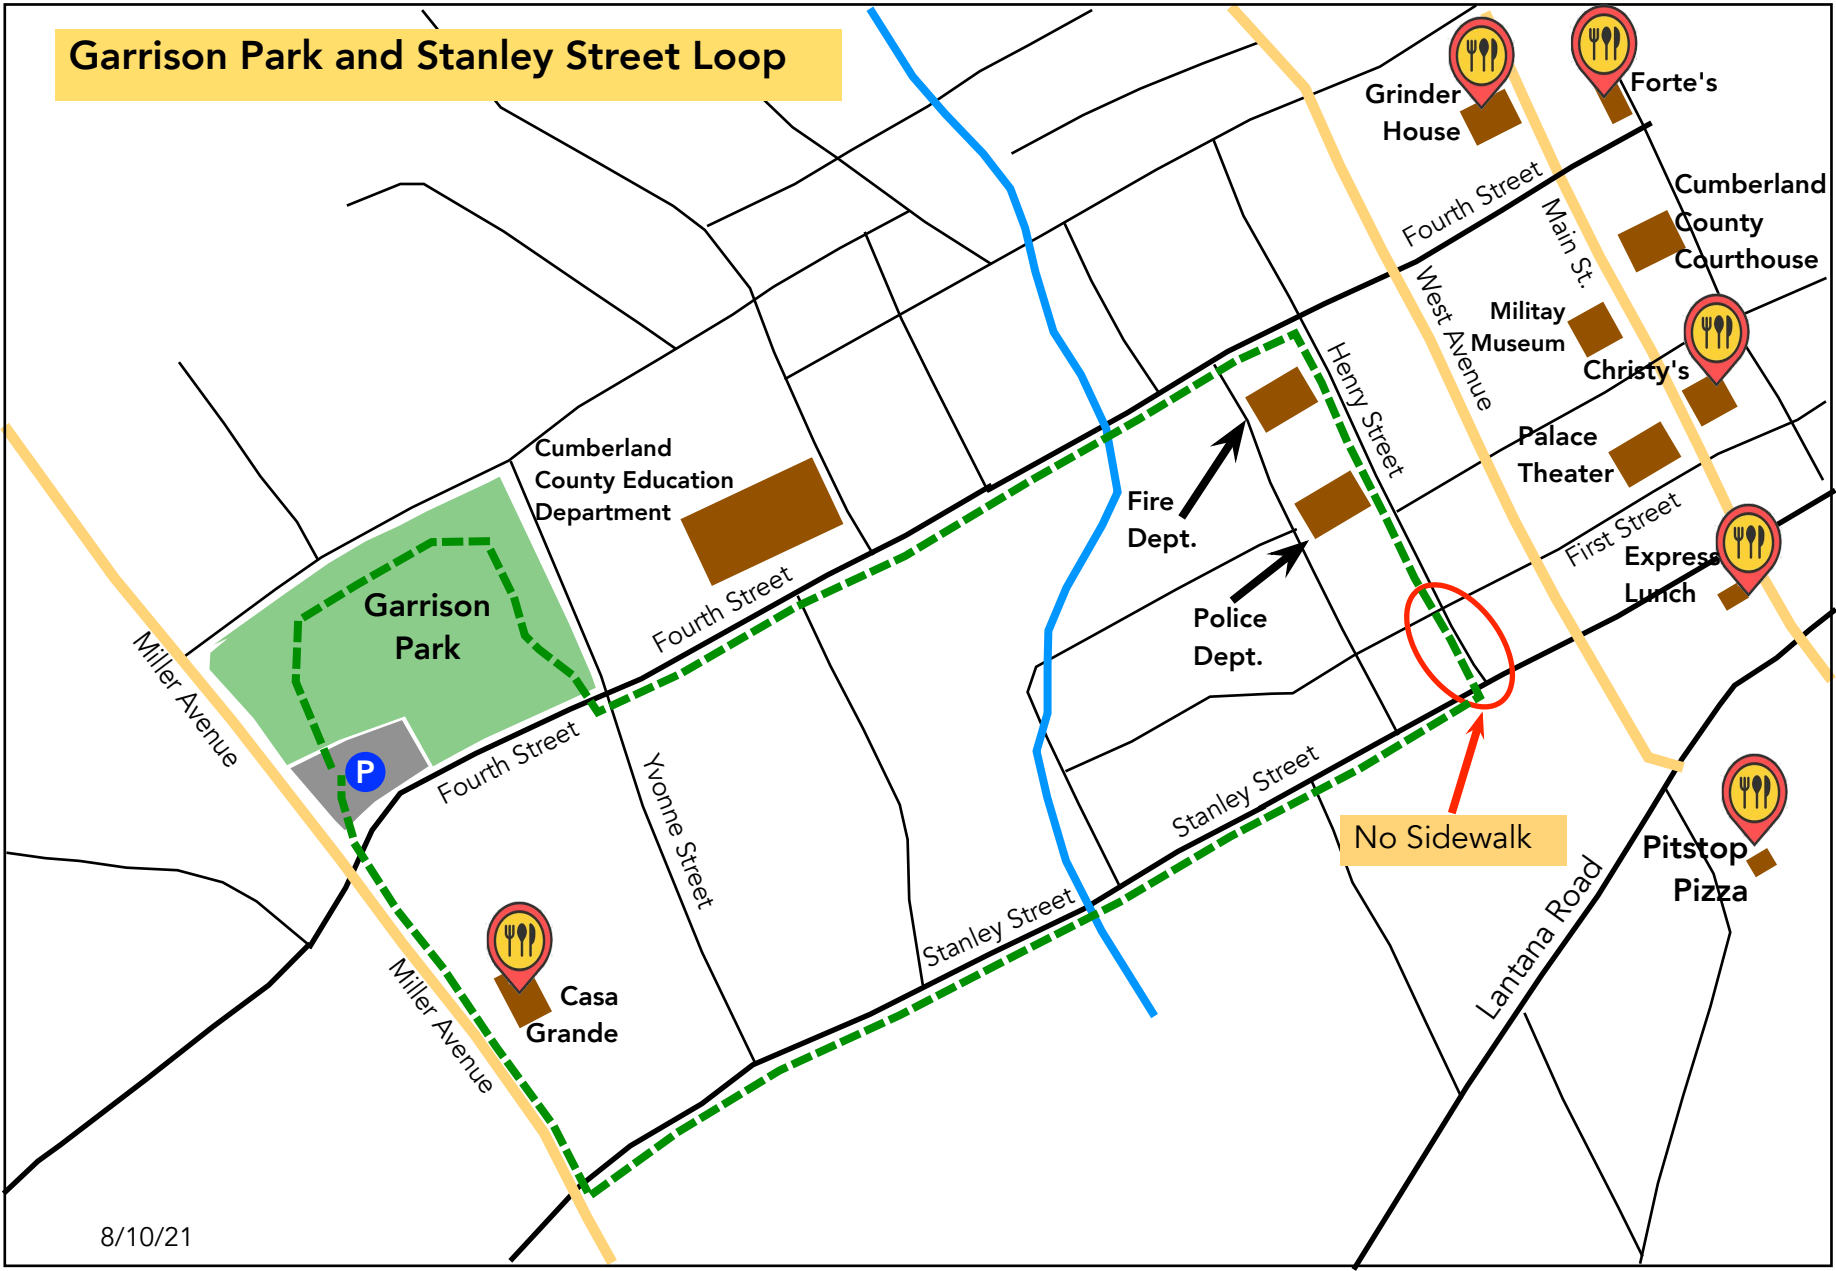 Garrison Park and Stanley Street Loop
Grinder
House
Forte's
Fourth Street
Main St.
Cumberland
County
Courthouse
West Avenue
Militay
Museum
Christy's
Henry Street
Palace
Theater
First Street
Express
Lunch
Cumberland
County Education
Department
Fire
Dept.
Police
Dept.
Garrison
Park
Fourth Street
Miller Avenue
P
Fourth Street
Yvonne Street
Stanley Street
No Sidewalk
Pitstop
Pizza
Lantana Road
Stanley Street
Miller Avenue
Casa
Grande
8/10/21